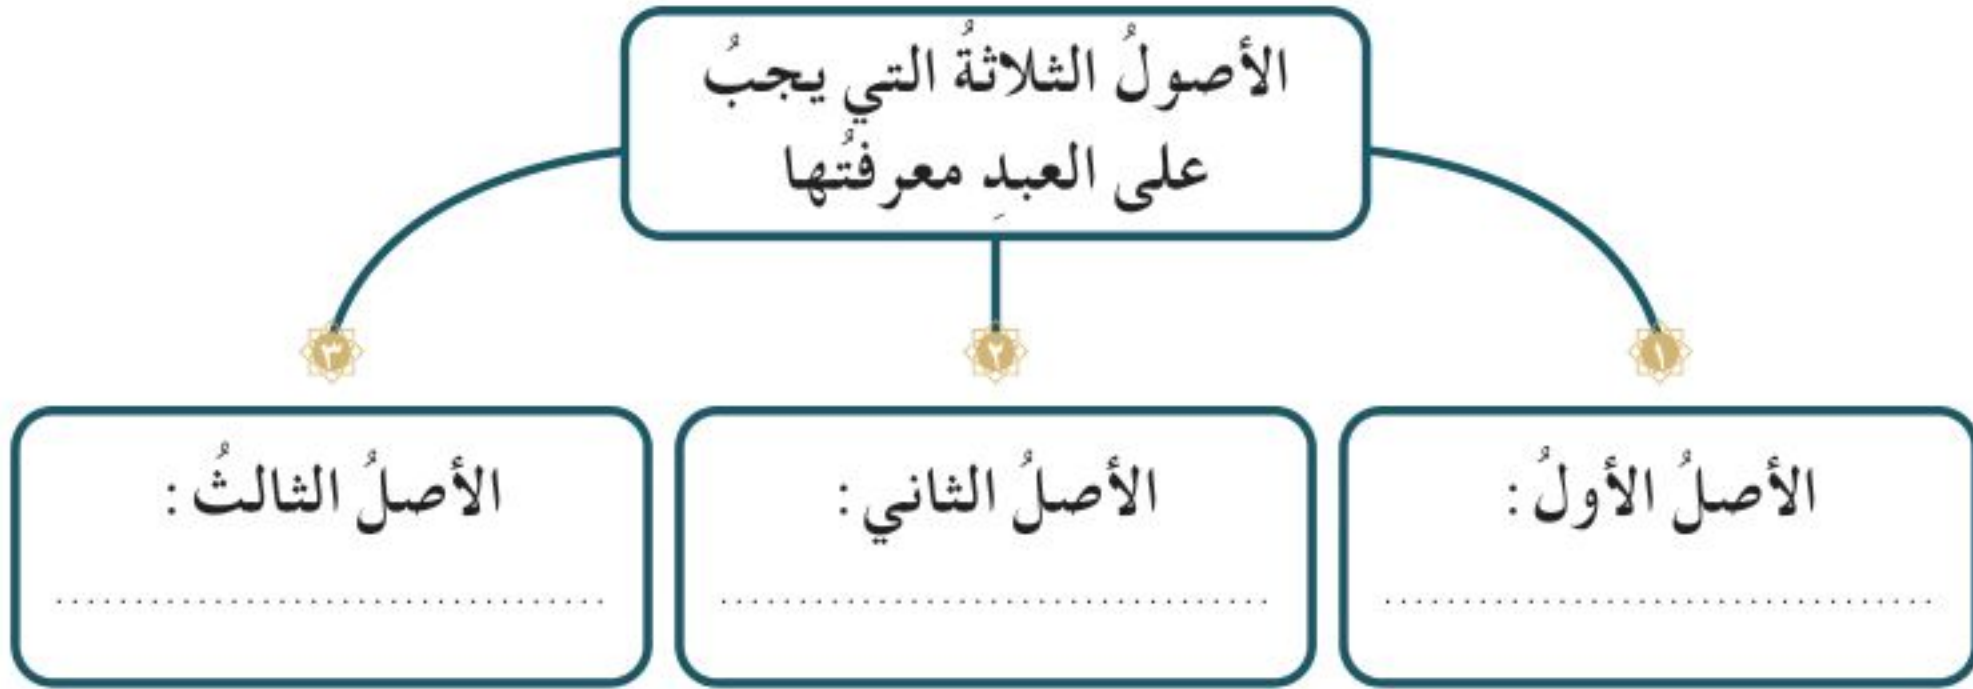 الأصولُ الثلاثةُ التي يجبُ
على العبدِ معرفتُها
١
٢
٣
الأصلُ الأولُ :
................................
الأصلُ الثاني :
................................
الأصلُ الثالثُ :
................................